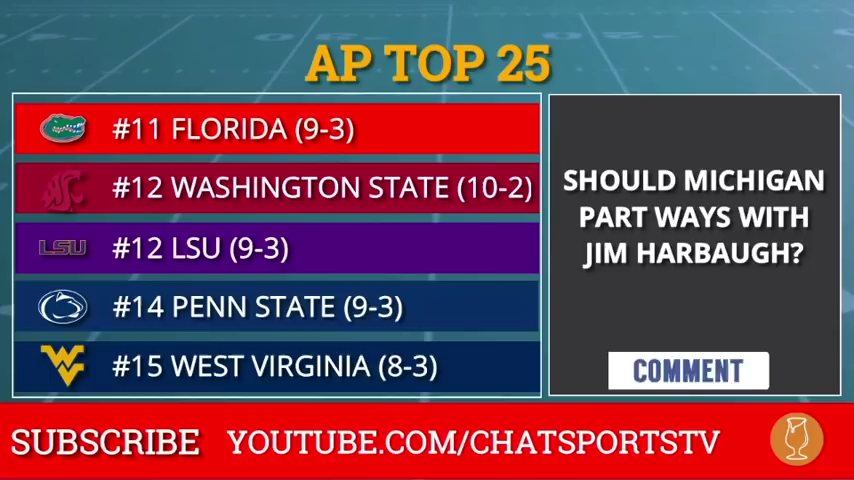 AP TOP 25
#11 FLORIDA (9-3)
#12 WASHINGTON STATE (10-2)
LSU #12 LSU (9-3)
#14 PENN STATE (9-3)
#15 WEST VIRGINIA (8-3)
SHOULD MICHIGAN
PART WAYS WITH
JIM HARBAUGH?
COMMENT
SUBSCRIBE YOUTUBE.COM/CHATSPORTSTV